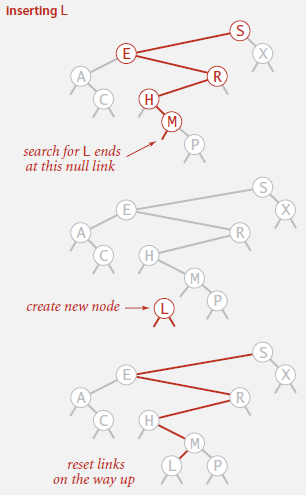 inserting L
S
E
X
A
R
C
H
M
P
search for L ends
at this null link
S
E
X
A
R
C
H
M
P
create new node
L
S
E
X
A
R
C
H
M
L
P
reset links
on the way up